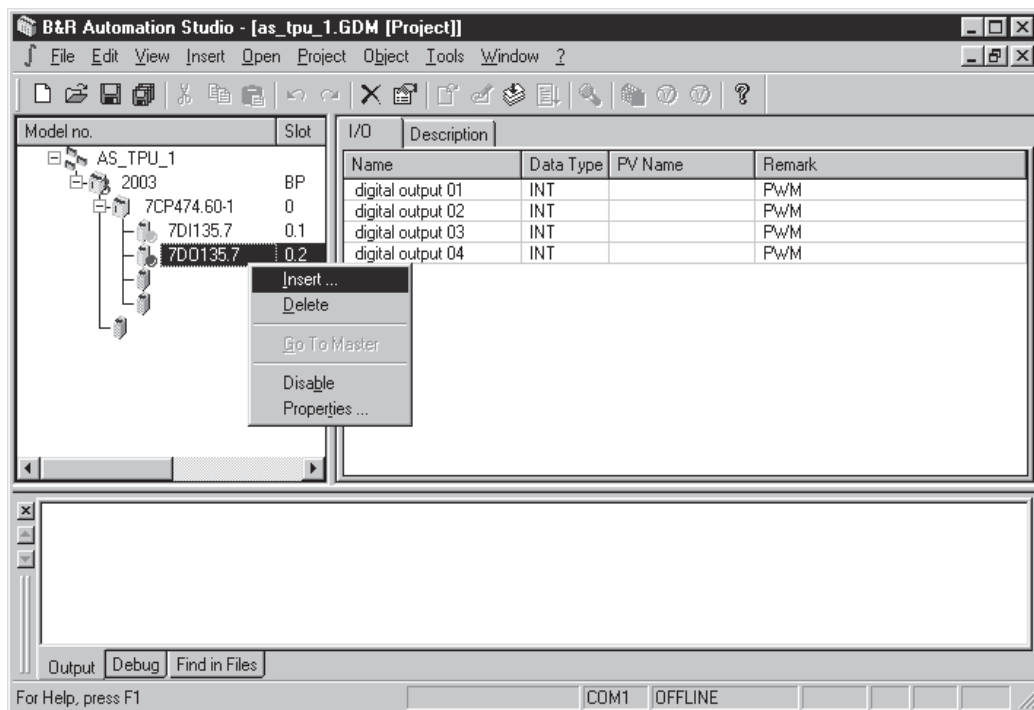 B&R Automation Studio - [as_tpu_1.GDM [Project]]
File Edit View Insert Open Project Object Tools Window ?
Model no. Slot
AS_TPU_1
2003 BP
7CP474.60-1 0
7DI135.7 0.1
7DO135.7 0.2
I/O Description
Name Data Type PV Name Remark
digital output 01 INT PWM
digital output 02 INT PWM
digital output 03 INT PWM
digital output 04 INT PWM
Insert ...
Delete
Go To Master
Disable
Properties ...
Output Debug Find in Files
For Help, press F1 COM1 OFFLINE